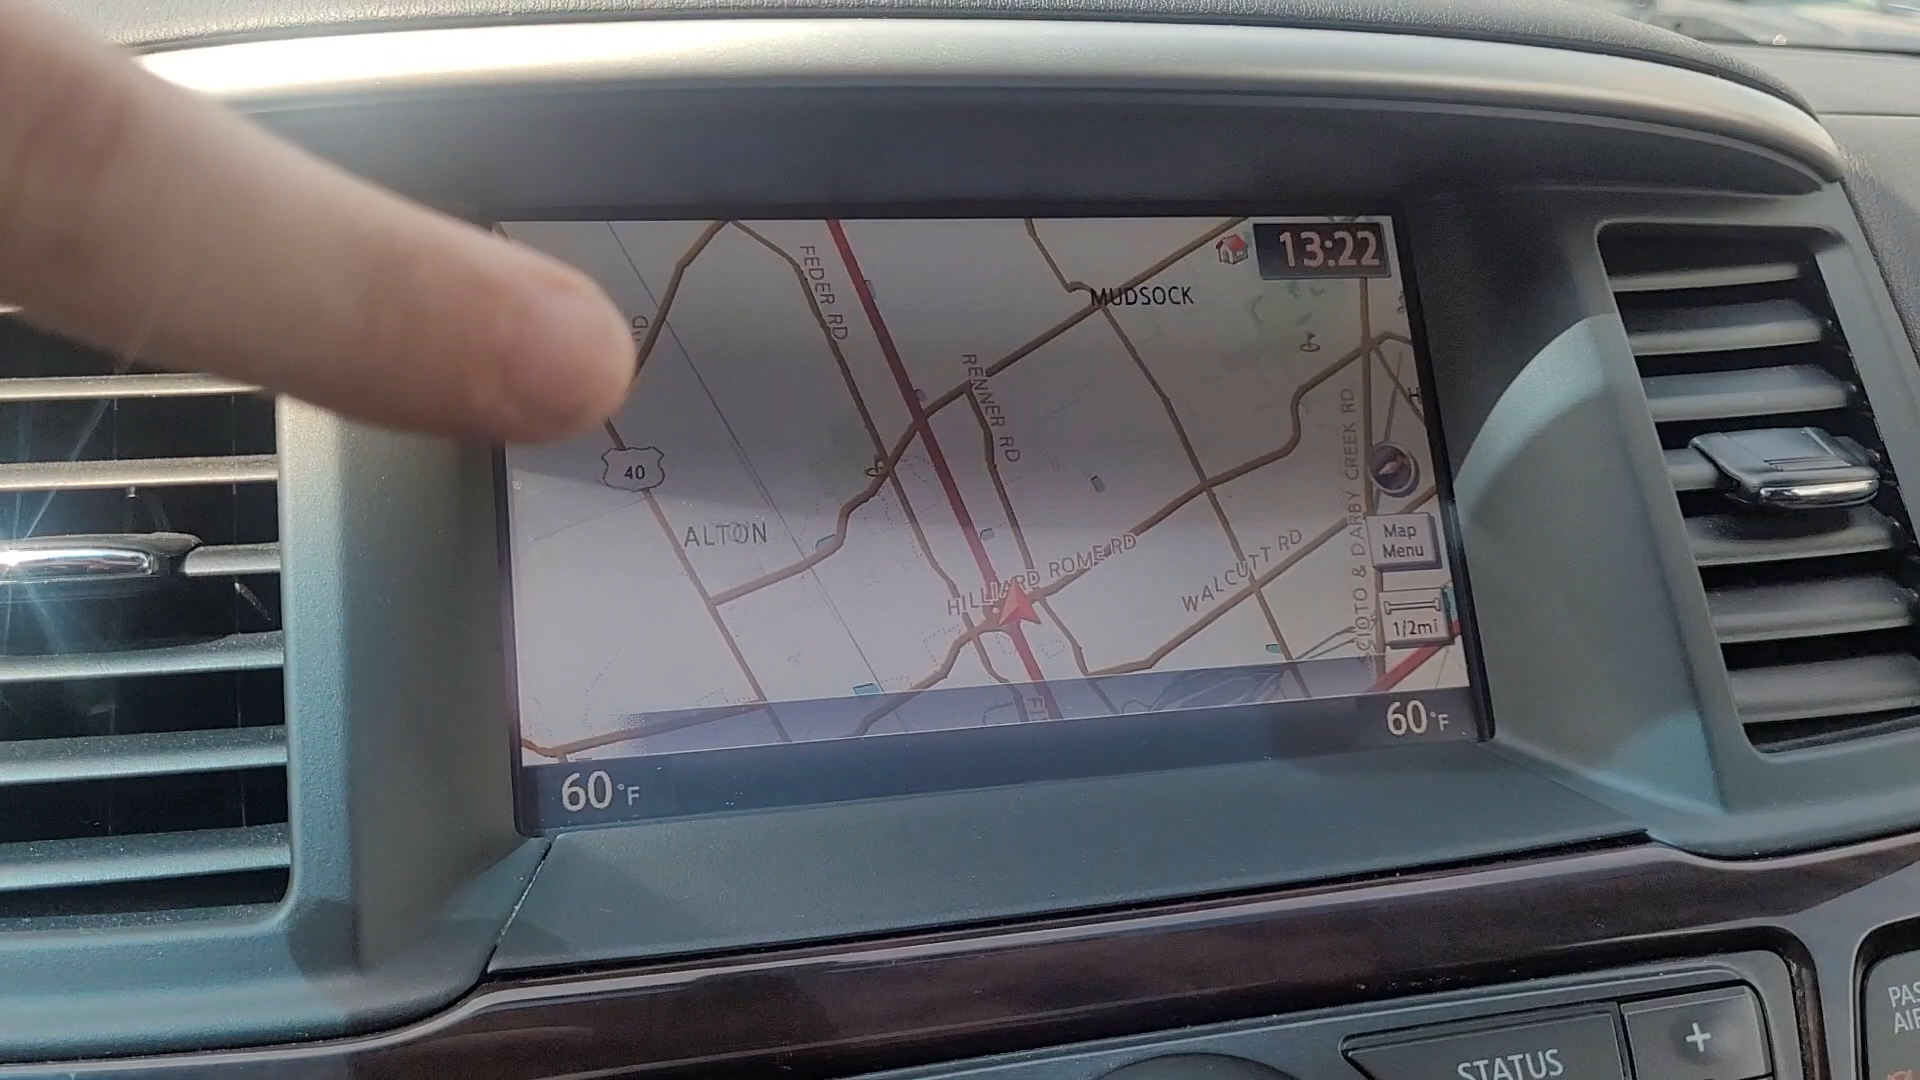 13:22
MUDSOCK
FEDER RD
RD
RENNER RD
40
ALTON
SCIOTO & DARBY CREEK RD
Map
Menu
HILLIARD ROME RD
WALCUTT RD
1/2mi
60°F
60°F
STATUS
+